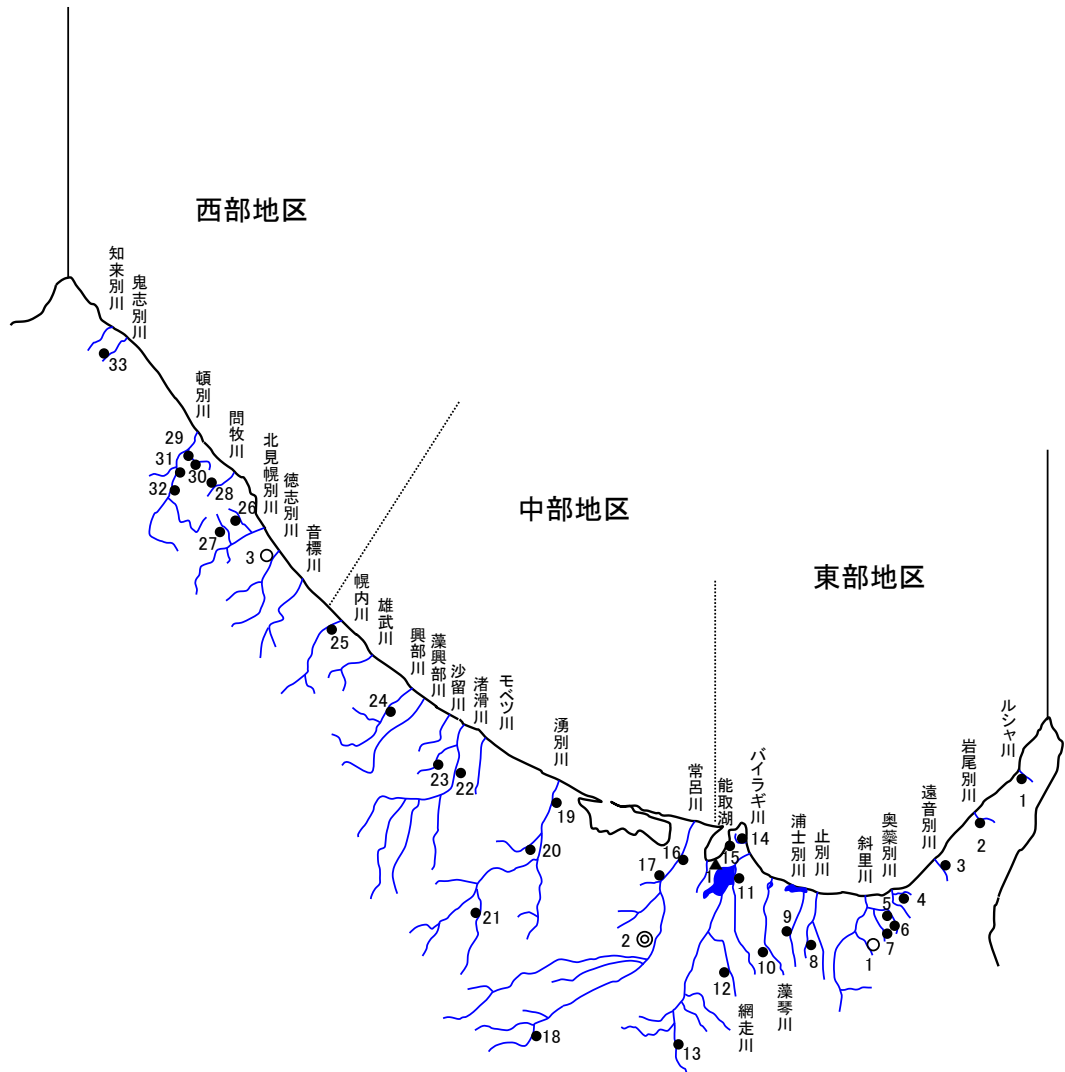 西部地区
知来別川
鬼志別川
33
頓別川
問牧川
北見幌別川
徳志別川
音標川
29
31
30
32
28
26
27
3
中部地区
幌内川
雄武川
興部川
藻興部川
沙留川
渚滑川
モベツ川
湧別川
常呂川
25
24
23
22
19
20
21
16
17
2
18
東部地区
能取湖
バイラギ川
浦士別川
止別川
斜里川
奥蘂別川
遠音別川
岩尾別川
ルシャ川
14
15
1
11
12
13
網走川
10
藻琴川
9
8
1
5
6
7
4
3
2
1